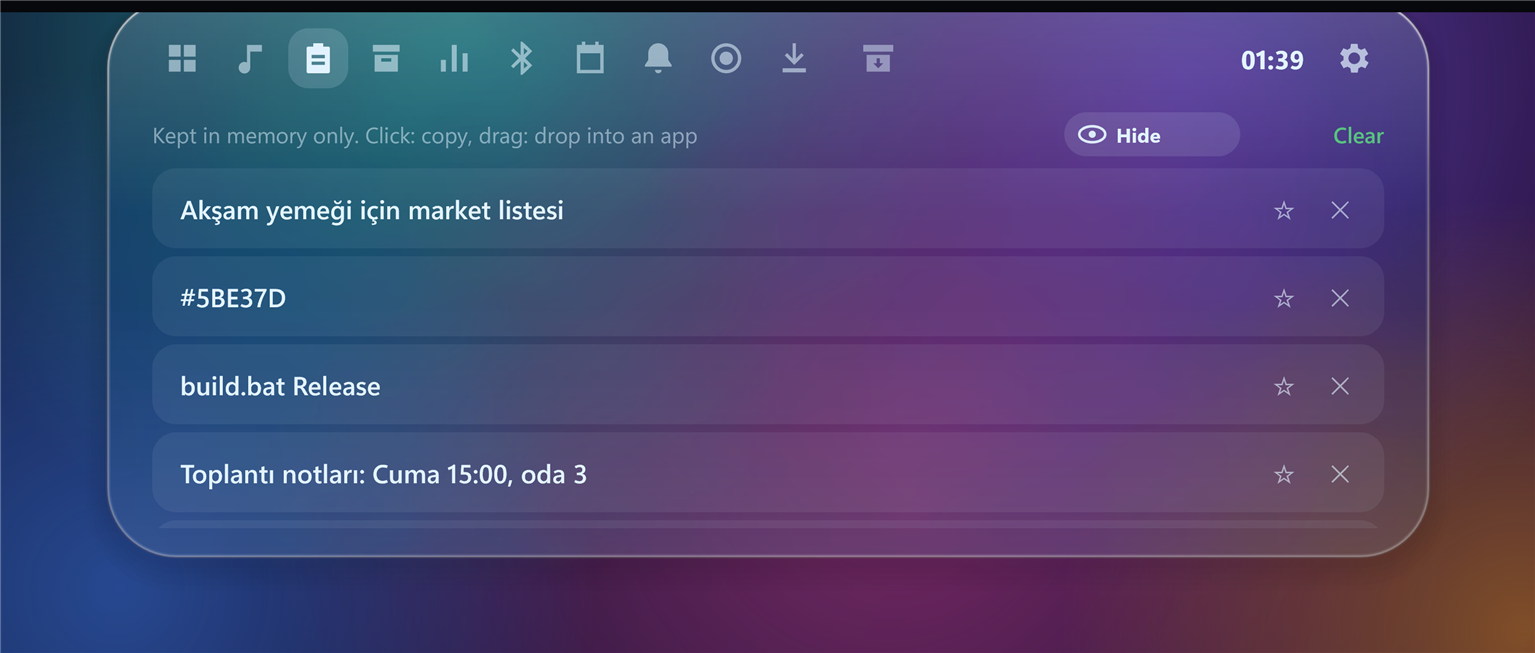 01:39
Kept in memory only. Click: copy, drag: drop into an app
Hide
Clear
Akşam yemeği için market listesi
#5BE37D
build.bat Release
Toplantı notları: Cuma 15:00, oda 3